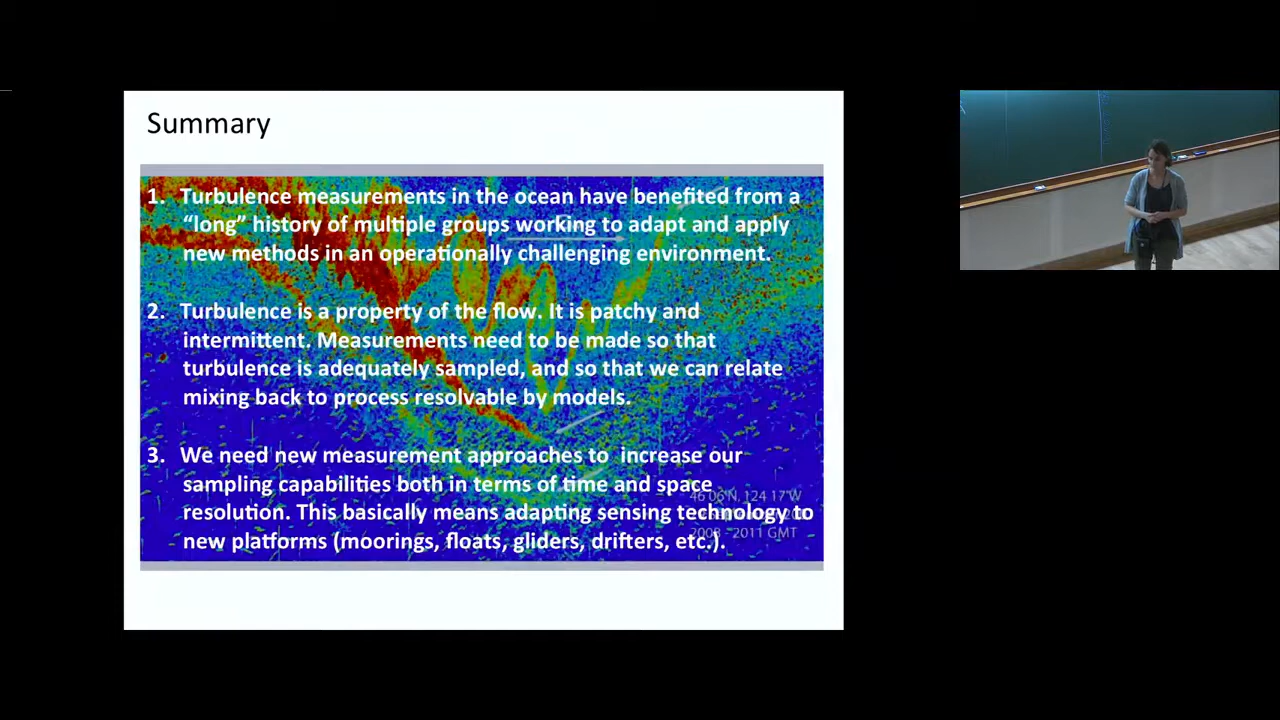 Summary
1. Turbulence measurements in the ocean have benefited from a
“long” history of multiple groups working to adapt and apply
new methods in an operationally challenging environment.
2. Turbulence is a property of the flow. It is patchy and
intermittent. Measurements need to be made so that
turbulence is adequately sampled, and so that we can relate
mixing back to process resolvable by models.
3. We need new measurement approaches to increase our
sampling capabilities both in terms of time and space
46 06'N, 124 17'W
resolution. This basically means adapting sensing technology to
new platforms (moorings, floats, gliders, drifters, etc.).
2008 - 2011 GMT